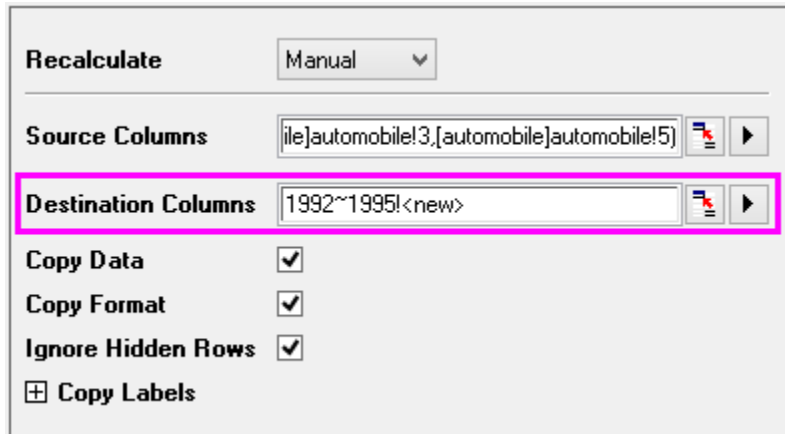 Recalculate Manual
Source Columns ile]automobile!3,[automobile]automobile!5)
Destination Columns 1992~1995!<new>
Copy Data
Copy Format
Ignore Hidden Rows
Copy Labels